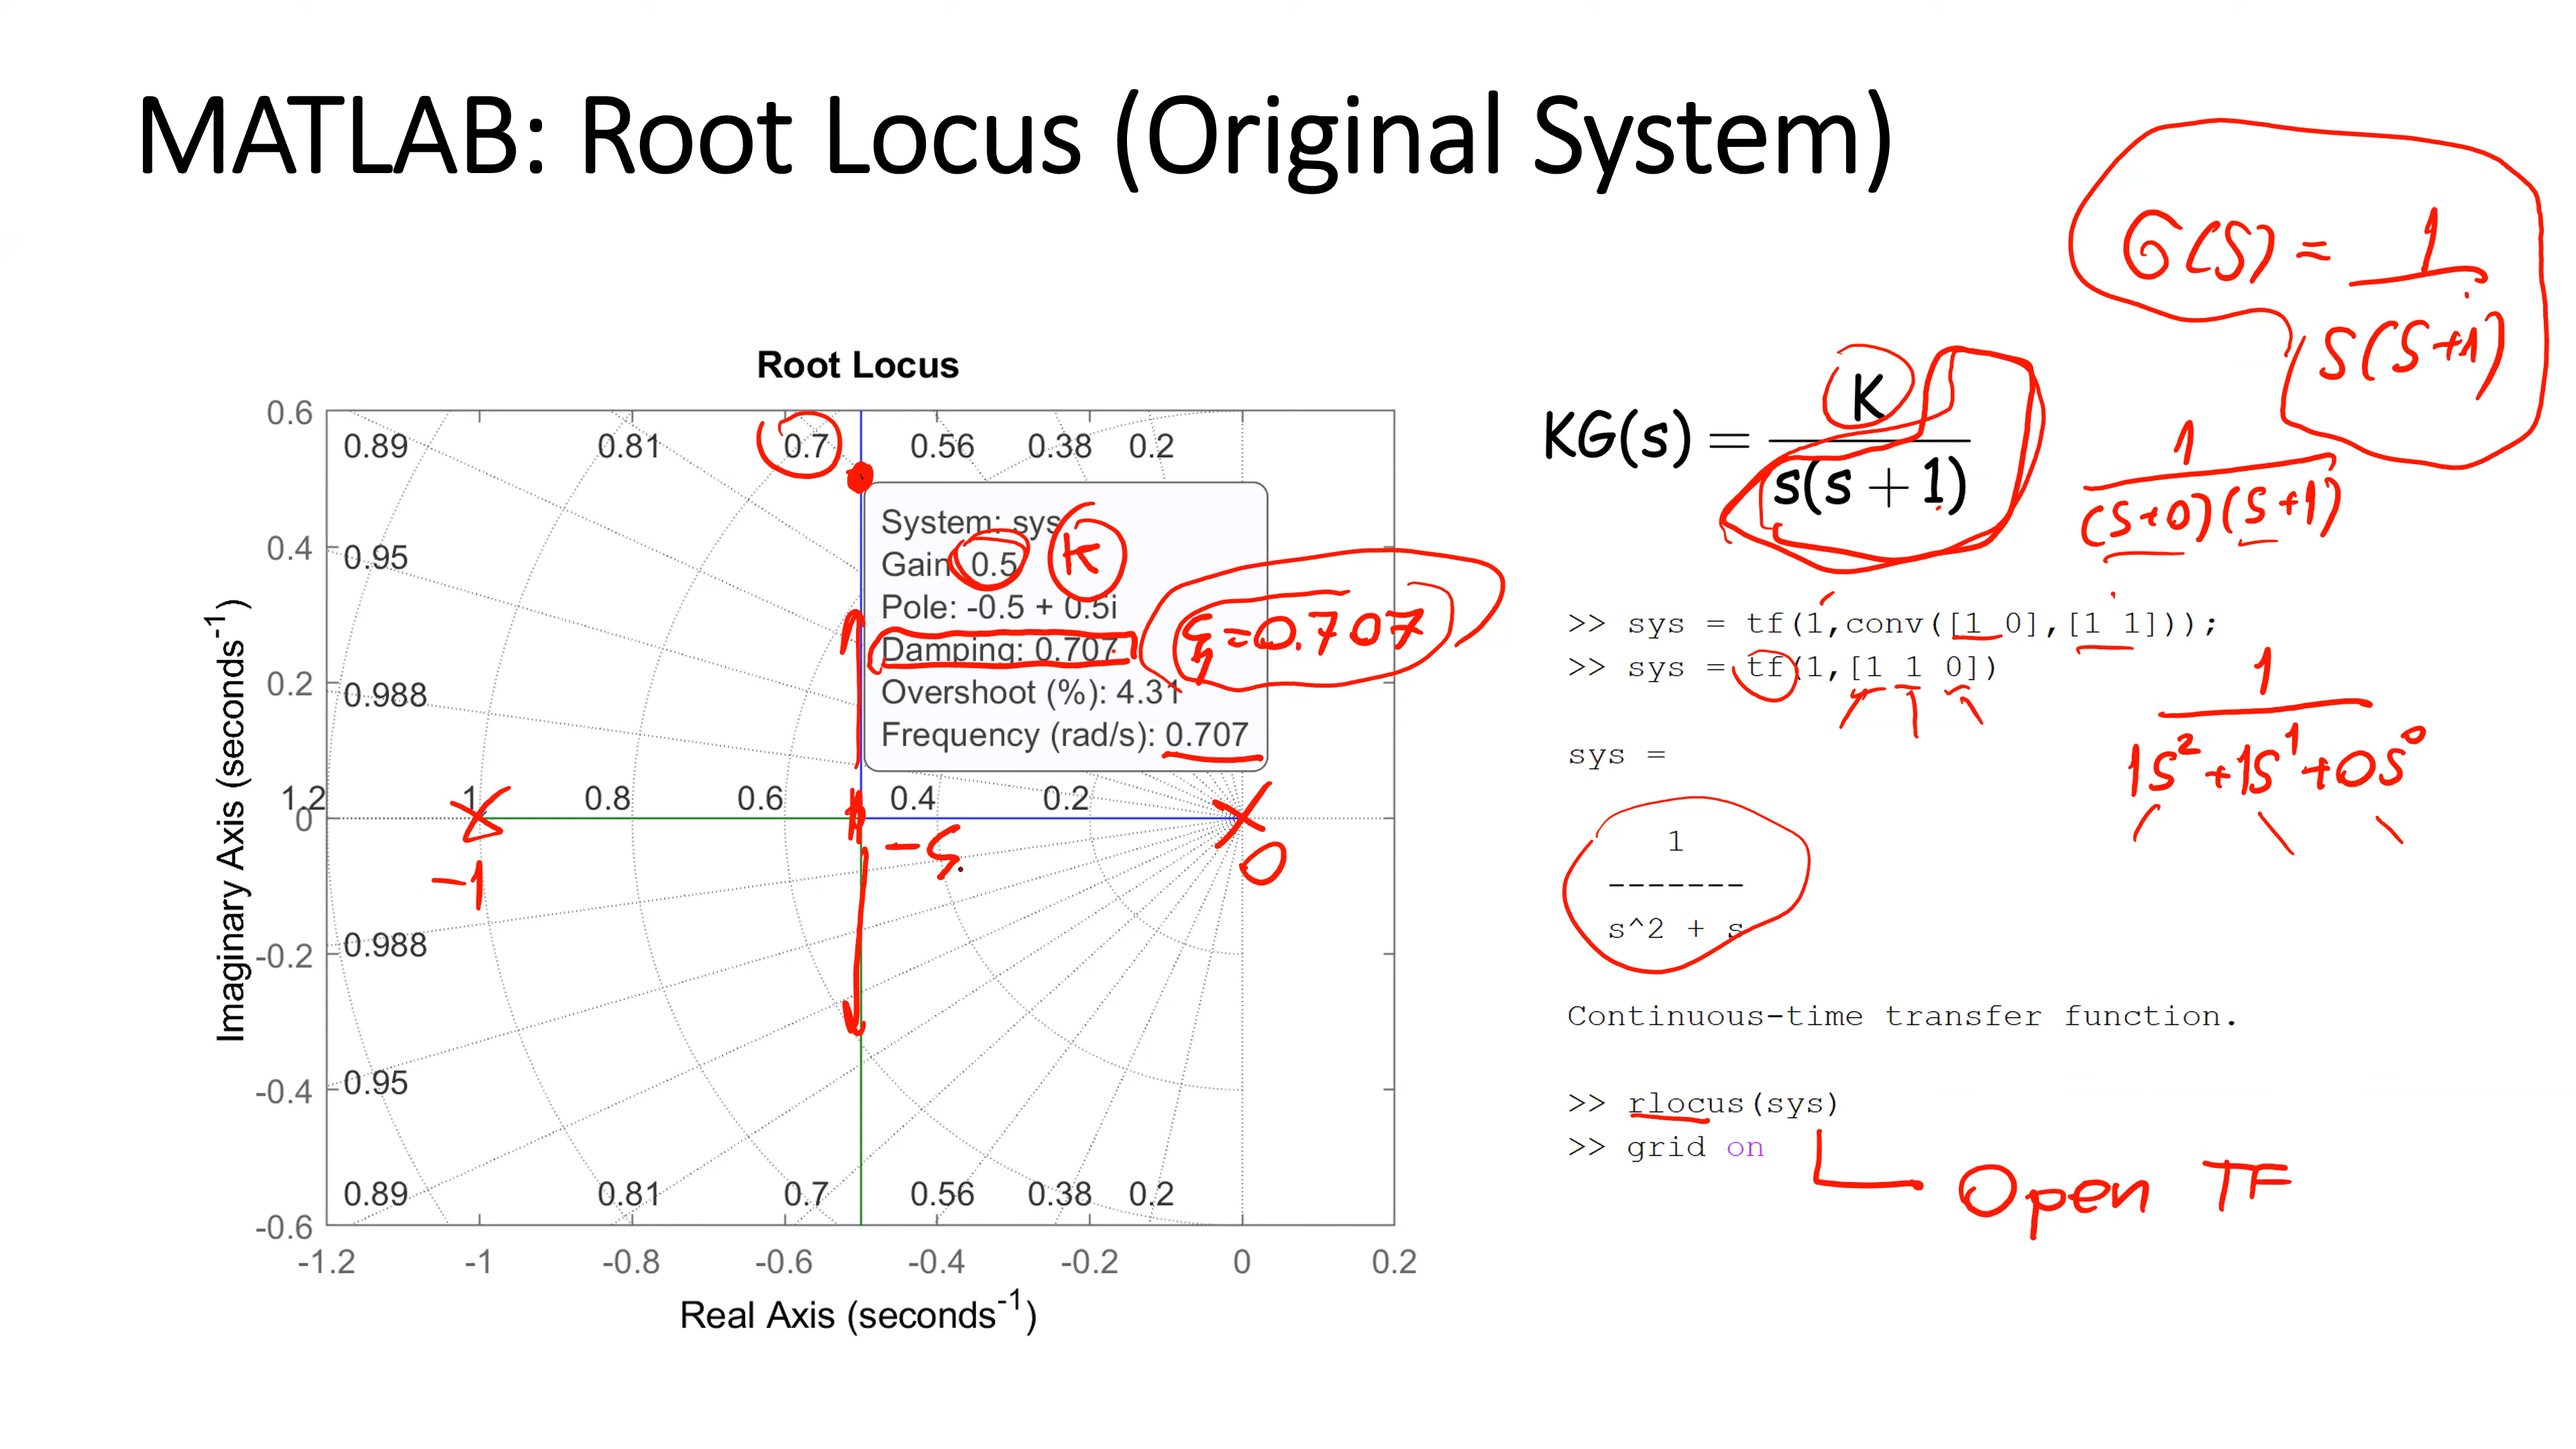 MATLAB: Root Locus (Original System)
G(S) = 1
S(S+1)
Root Locus
0.6
0.4
0.2
0
-0.2
-0.4
-0.6
0.89 0.81 0.7 0.56 0.38 0.2
0.95
0.988
1.2 1 0.8 0.6 0.4 0.2
0.988
0.95
0.89 0.81 0.7 0.56 0.38 0.2
-1.2 -1 -0.8 -0.6 -0.4 -0.2 0 0.2
Imaginary Axis (seconds-1)
Real Axis (seconds-1)
System: sys
Gain 0.5 K
Pole: -0.5 + 0.5i
Damping: 0.707
Overshoot (%): 4.31
Frequency (rad/s): 0.707
ξ=0.707
-1
-5
0
K
KG(s) =
s(s+1)
1
(S+0)(S+1)
>> sys = tf(1,conv([1 0],[1 1]));
>> sys = tf(1,[1 1 0])
1
1S²+1S¹+0S⁰
sys =
1
-------
s^2 + s
Continuous-time transfer function.
>> rlocus(sys)
>> grid on
Open TF